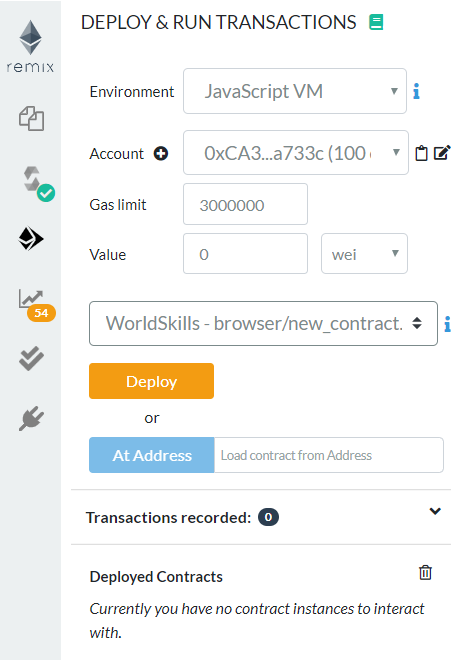 remix
DEPLOY & RUN TRANSACTIONS
Environment JavaScript VM
Account 0xCA3...a733c (100
Gas limit 3000000
Value 0 wei
54
WorldSkills - browser/new_contract.
Deploy
or
At Address Load contract from Address
Transactions recorded: 0
Deployed Contracts
Currently you have no contract instances to interact
with.